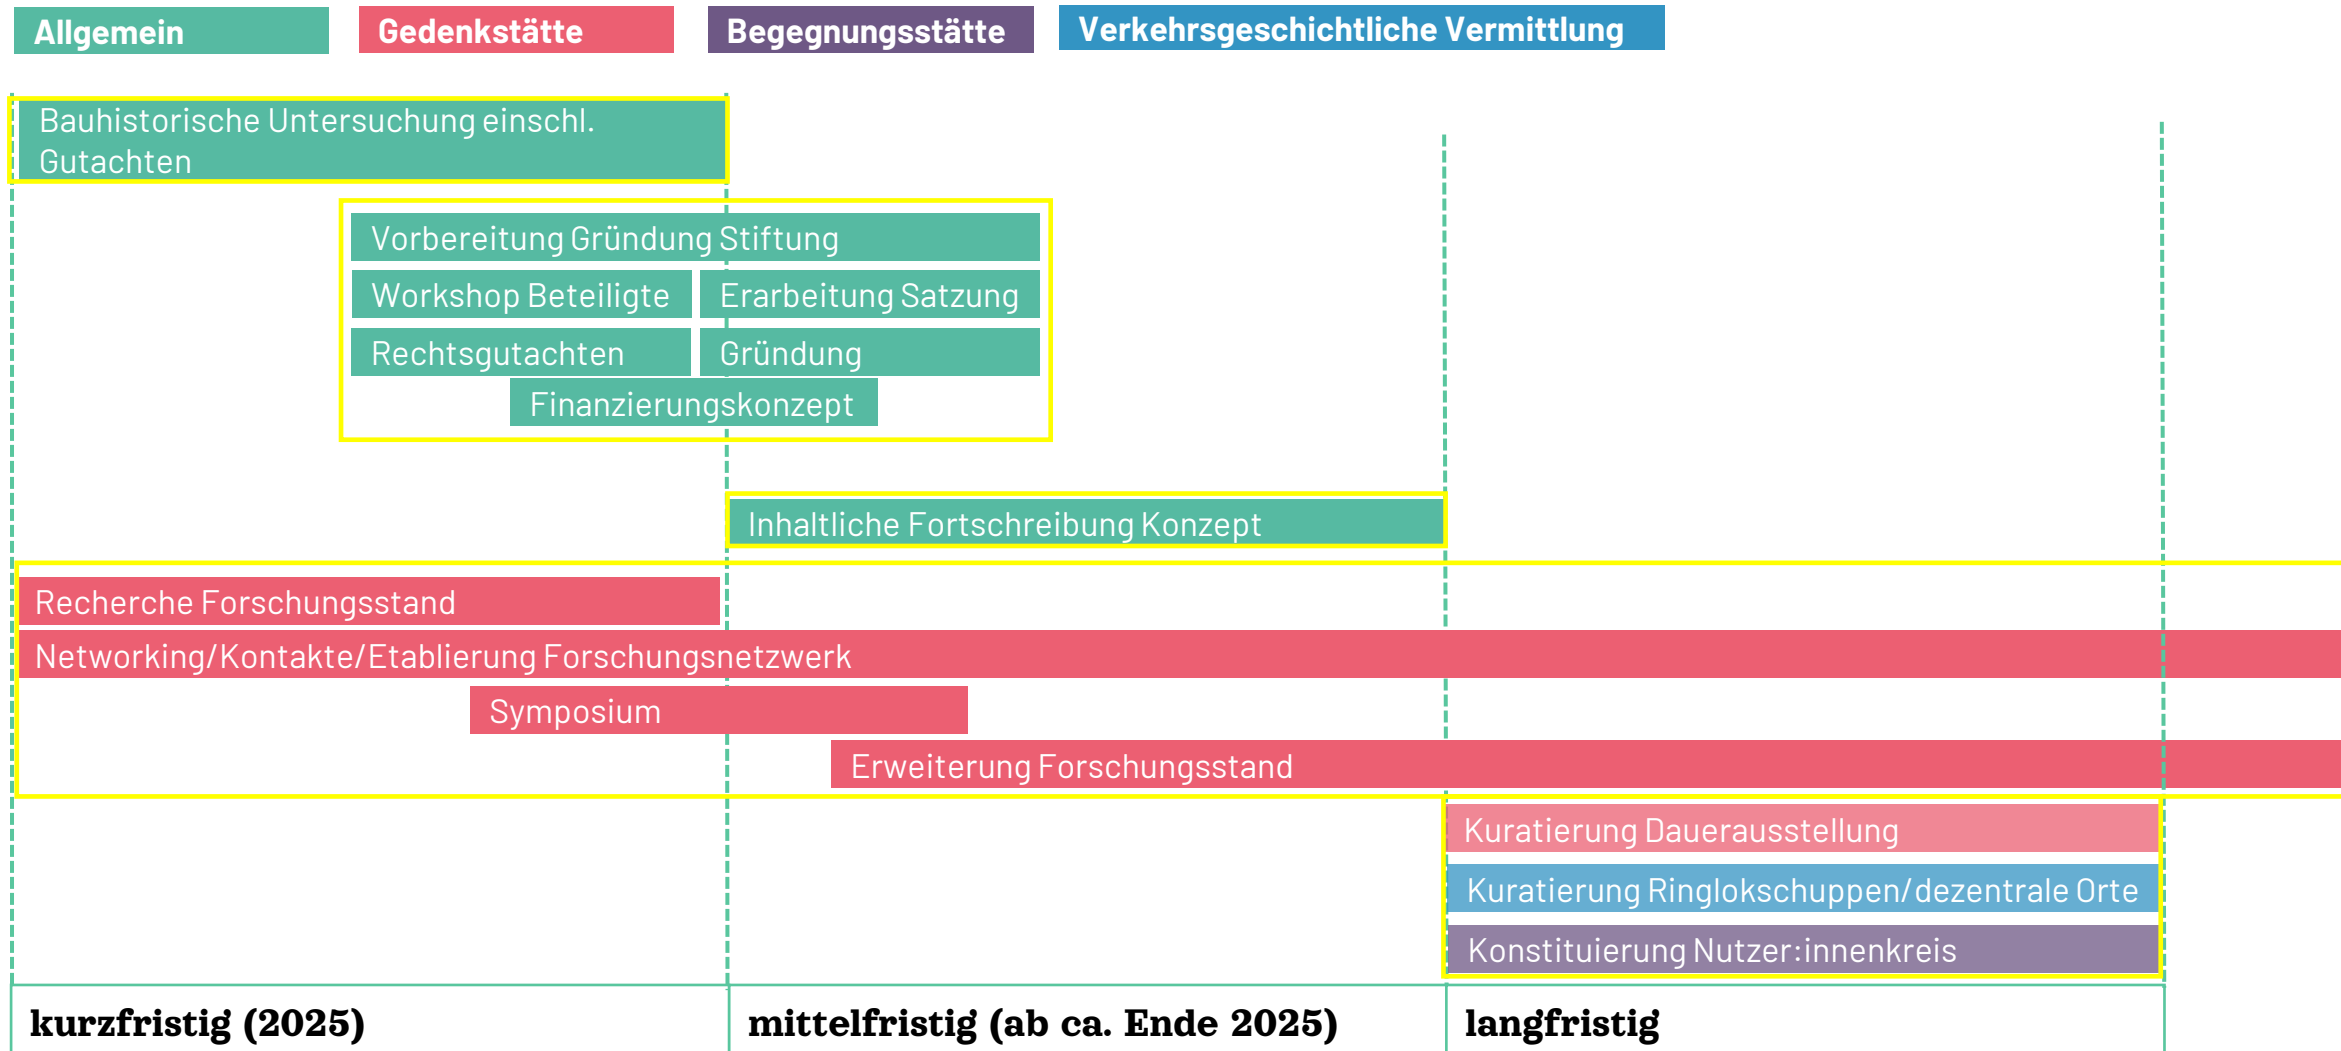 Allgemein
Gedenkstätte
Begegnungsstätte
Verkehrsgeschichtliche Vermittlung
Bauhistorische Untersuchung einschl.
Gutachten
Vorbereitung Gründung Stiftung
Workshop Beteiligte
Erarbeitung Satzung
Rechtsgutachten
Gründung
Finanzierungskonzept
Inhaltliche Fortschreibung Konzept
Recherche Forschungsstand
Networking/Kontakte/Etablierung Forschungsnetzwerk
Symposium
Erweiterung Forschungsstand
Kuratierung Dauerausstellung
Kuratierung Ringlokschuppen/dezentrale Orte
Konstituierung Nutzer:innenkreis
kurzfristig (2025)
mittelfristig (ab ca. Ende 2025)
langfristig